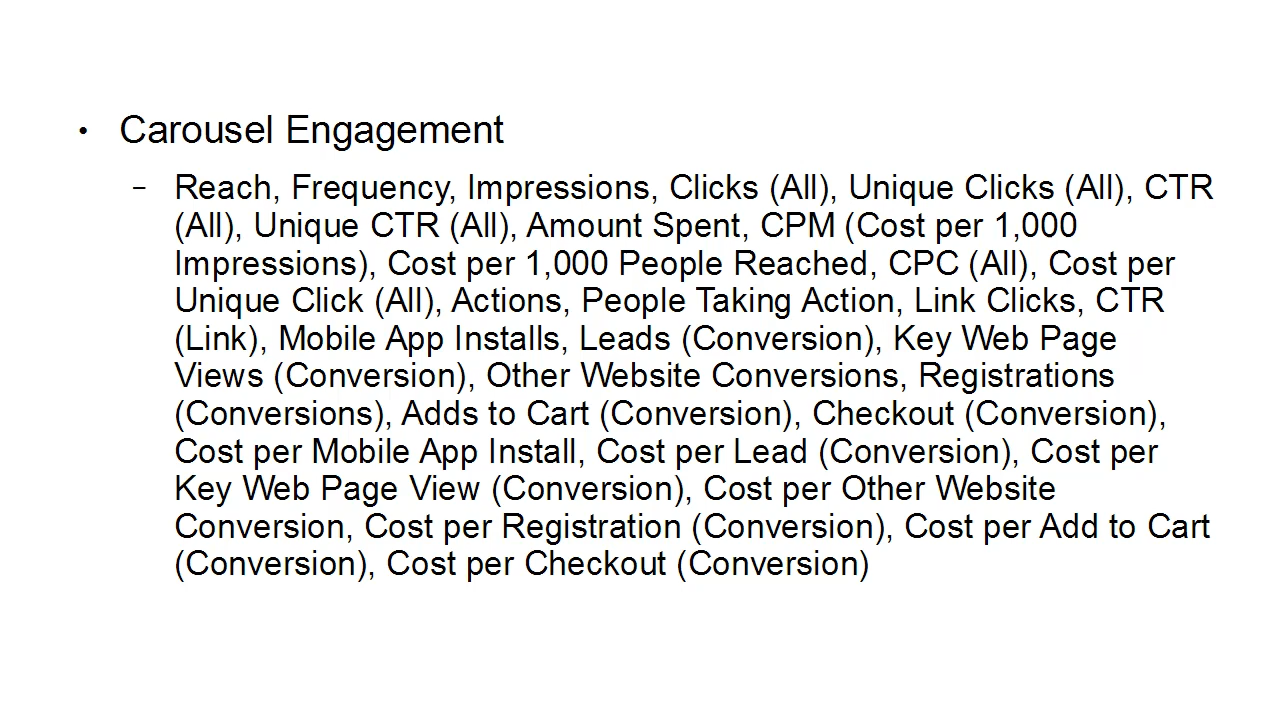 • Carousel Engagement
– Reach, Frequency, Impressions, Clicks (All), Unique Clicks (All), CTR
(All), Unique CTR (All), Amount Spent, CPM (Cost per 1,000
Impressions), Cost per 1,000 People Reached, CPC (All), Cost per
Unique Click (All), Actions, People Taking Action, Link Clicks, CTR
(Link), Mobile App Installs, Leads (Conversion), Key Web Page
Views (Conversion), Other Website Conversions, Registrations
(Conversions), Adds to Cart (Conversion), Checkout (Conversion),
Cost per Mobile App Install, Cost per Lead (Conversion), Cost per
Key Web Page View (Conversion), Cost per Other Website
Conversion, Cost per Registration (Conversion), Cost per Add to Cart
(Conversion), Cost per Checkout (Conversion)